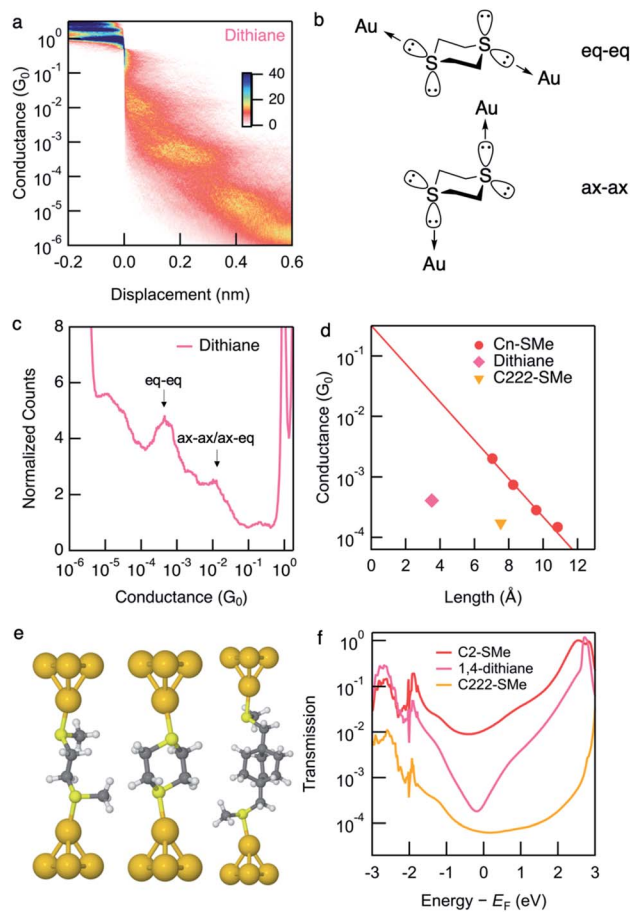 a
Dithiane
Conductance (G0)
10^0
10^-1
10^-2
10^-3
10^-4
10^-5
10^-6
40
20
0
-0.2 0.0 0.2 0.4 0.6
Displacement (nm)
b
Au
S
S
Au
eq-eq
Au
S
S
Au
ax-ax
c
Normalized Counts
8
6
4
2
0
Dithiane
eq-eq
ax-ax/ax-eq
10^-6 10^-5 10^-4 10^-3 10^-2 10^-1 10^0
Conductance (G0)
d
Conductance (G0)
10^-1
10^-2
10^-3
10^-4
Cn-SMe
Dithiane
C222-SMe
0 2 4 6 8 10 12
Length (Å)
e
f
Transmission
10^0
10^-1
10^-2
10^-3
10^-4
C2-SMe
1,4-dithiane
C222-SMe
-3 -2 -1 0 1 2 3
Energy − EF (eV)